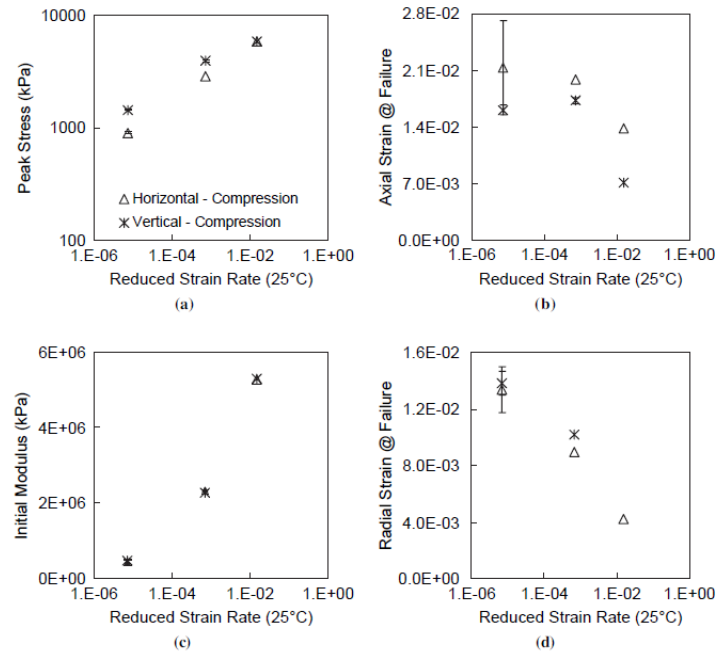 10000
1000
100
Peak Stress (kPa)
Horizontal - Compression
Vertical - Compression
1.E-06 1.E-04 1.E-02 1.E+00
Reduced Strain Rate (25°C)
(a)
2.8E-02
2.1E-02
1.4E-02
7.0E-03
0.0E+00
Axial Strain @ Failure
1.E-06 1.E-04 1.E-02 1.E+00
Reduced Strain Rate (25°C)
(b)
6E+06
4E+06
2E+06
0E+00
Initial Modulus (kPa)
1.E-06 1.E-04 1.E-02 1.E+00
Reduced Strain Rate (25°C)
(c)
1.6E-02
1.2E-02
8.0E-03
4.0E-03
0.0E+00
Radial Strain @ Failure
1.E-06 1.E-04 1.E-02 1.E+00
Reduced Strain Rate (25°C)
(d)